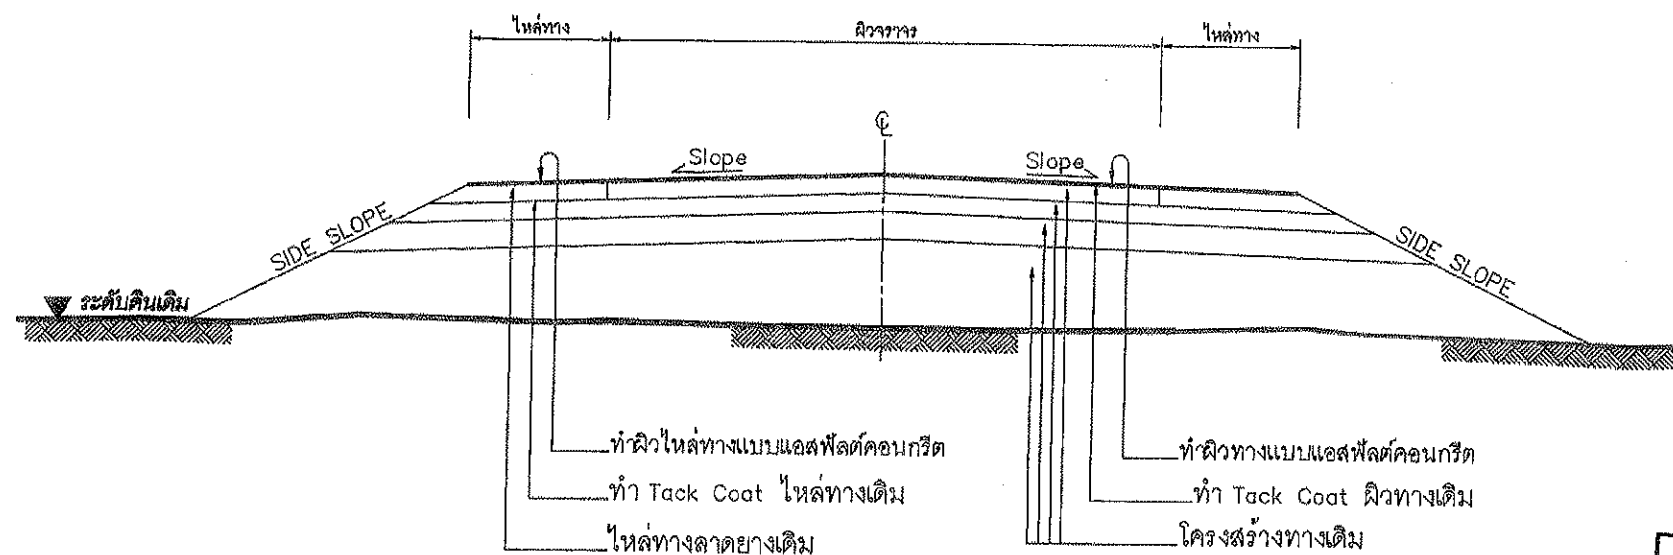 ไหล่ทาง ผิวจราจร ไหล่ทาง
℄
Slope Slope
SIDE SLOPE SIDE SLOPE
ระดับดินเดิม
ทำผิวไหล่ทางแบบแอสฟัลต์คอนกรีต
ทำ Tack Coat ไหล่ทางเดิม
ไหล่ทางลาดยางเดิม
ทำผิวทางแบบแอสฟัลต์คอนกรีต
ทำ Tack Coat ผิวทางเดิม
โครงสร้างทางเดิม